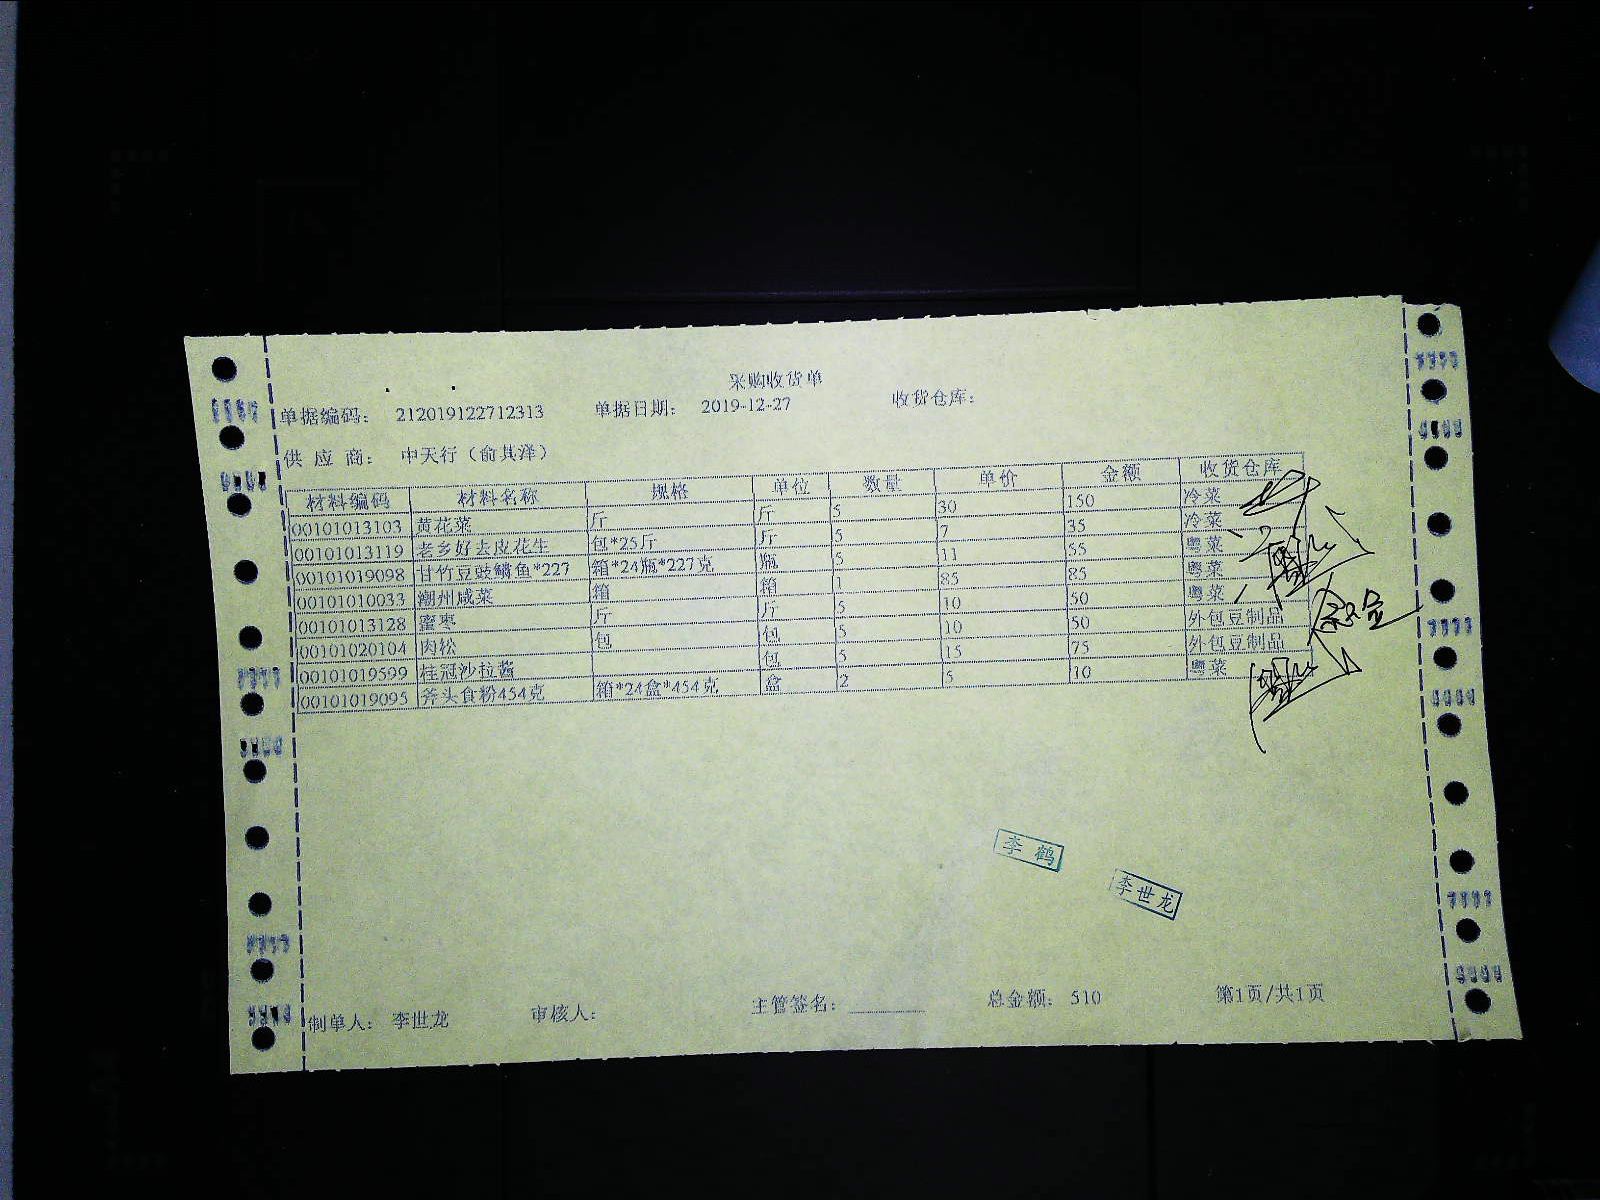 采购收货单
单据编码: 212019122712313 单据日期: 2019-12-27 收货仓库:
供 应 商: 中天行（俞其洋）
材料编码 材料名称 规格 单位 数量 单价 金额 收货仓库
00101013103 黄花菜 斤 斤 5 30 150 冷菜
00101013119 老乡好去皮花生 包*25斤 斤 5 7 35 冷菜
00101019098 甘竹豆豉鲮鱼*227 箱*24瓶*227克 瓶 5 11 55 粤菜
00101010033 潮州咸菜 箱 箱 1 85 85 粤菜
00101013128 蜜枣 斤 斤 5 10 50 粤菜
00101020104 肉松 包 包 5 10 50 外包豆制品
00101019599 桂冠沙拉酱 包 5 15 75 外包豆制品
00101019095 斧头食粉454克 箱*24盒*454克 盒 2 5 10 粤菜
李 鹤
李世龙
制单人: 李世龙 审核人: 主管签名: 总金额: 510 第1页/共1页